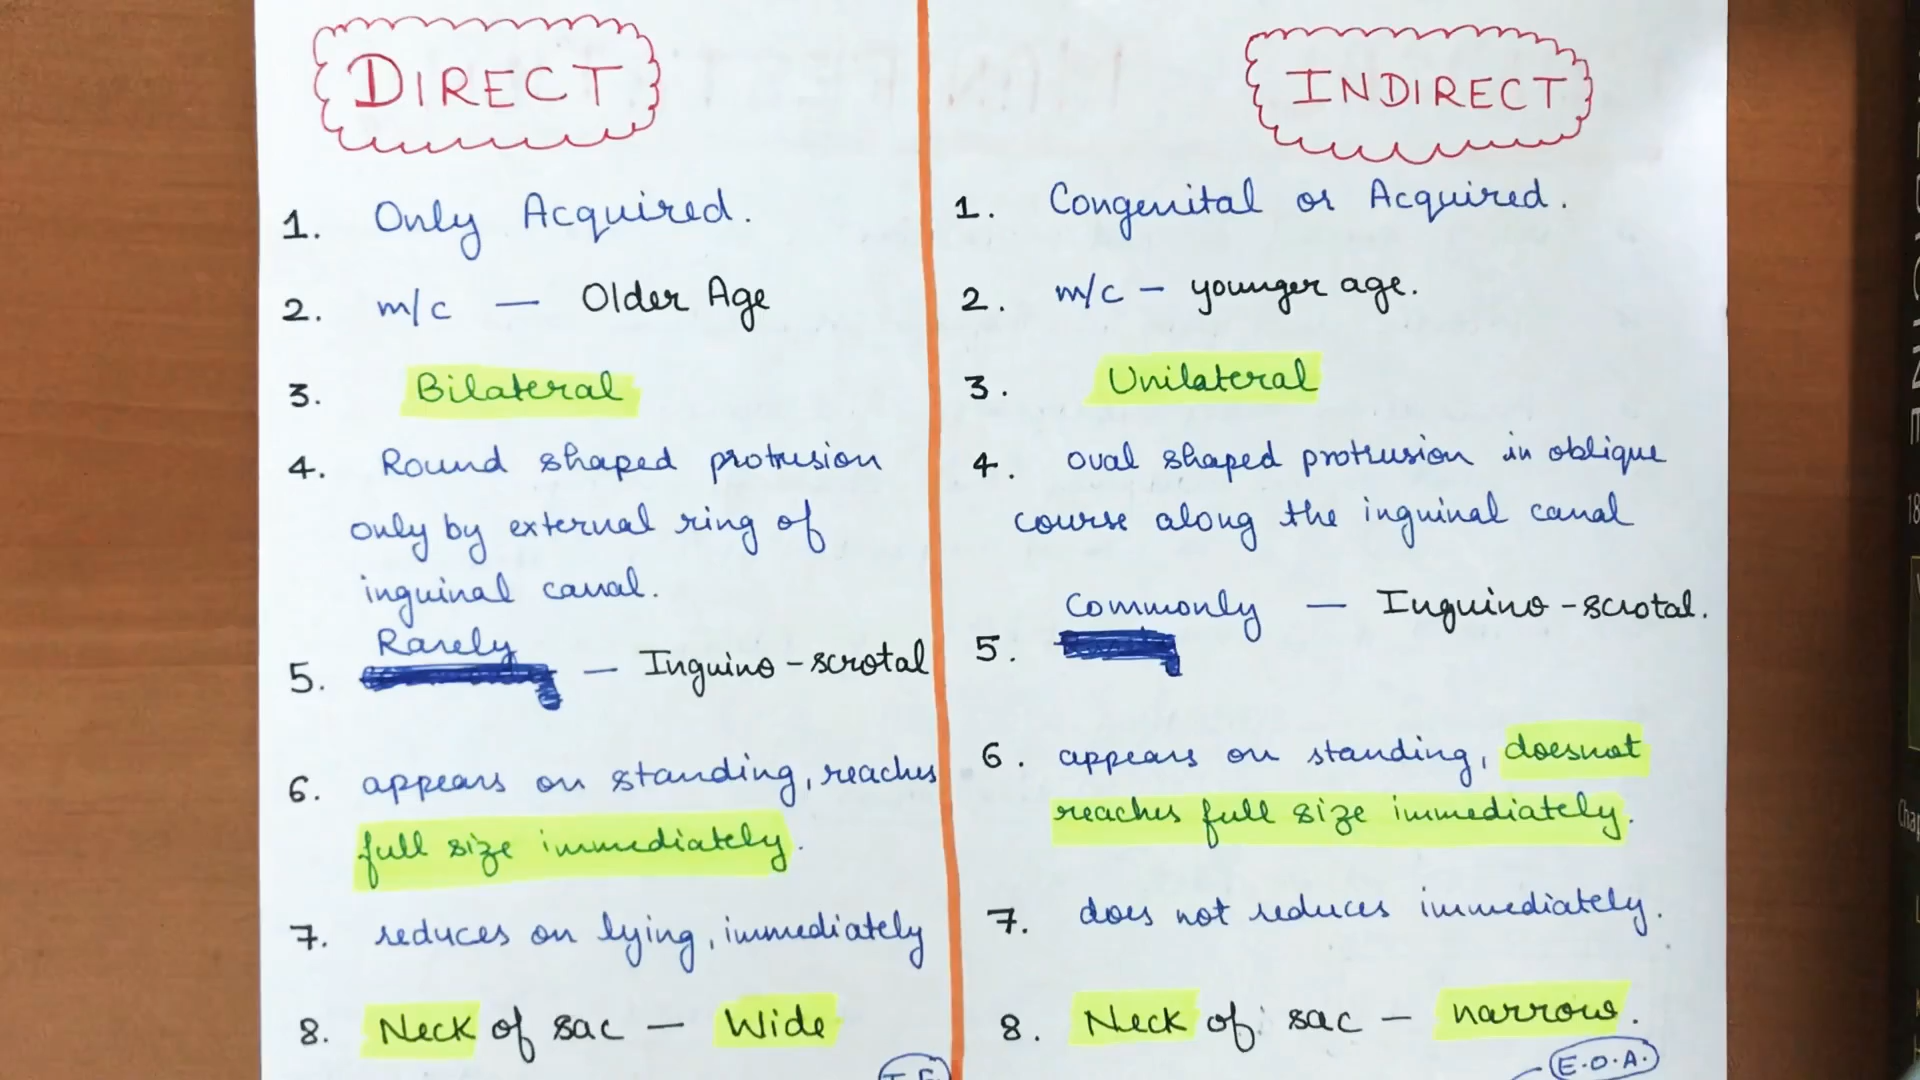 DIRECT
1. Only Acquired.
2. m/c — Older Age
3. Bilateral
4. Round shaped protrusion
only by external ring of
inguinal canal.
Rarely
5. — Inguino-scrotal
6. appears on standing, reaches
full size immediately.
7. reduces on lying, immediately
8. Neck of sac — Wide
INDIRECT
1. Congenital or Acquired.
2. m/c – younger age.
3. Unilateral
4. oval shaped protrusion in oblique
course along the inguinal canal
Commonly — Inguino-scrotal.
5.
6. appears on standing, doesnot
reaches full size immediately.
7. does not reduces immediately.
8. Neck of sac – narrow.
E.O.A.